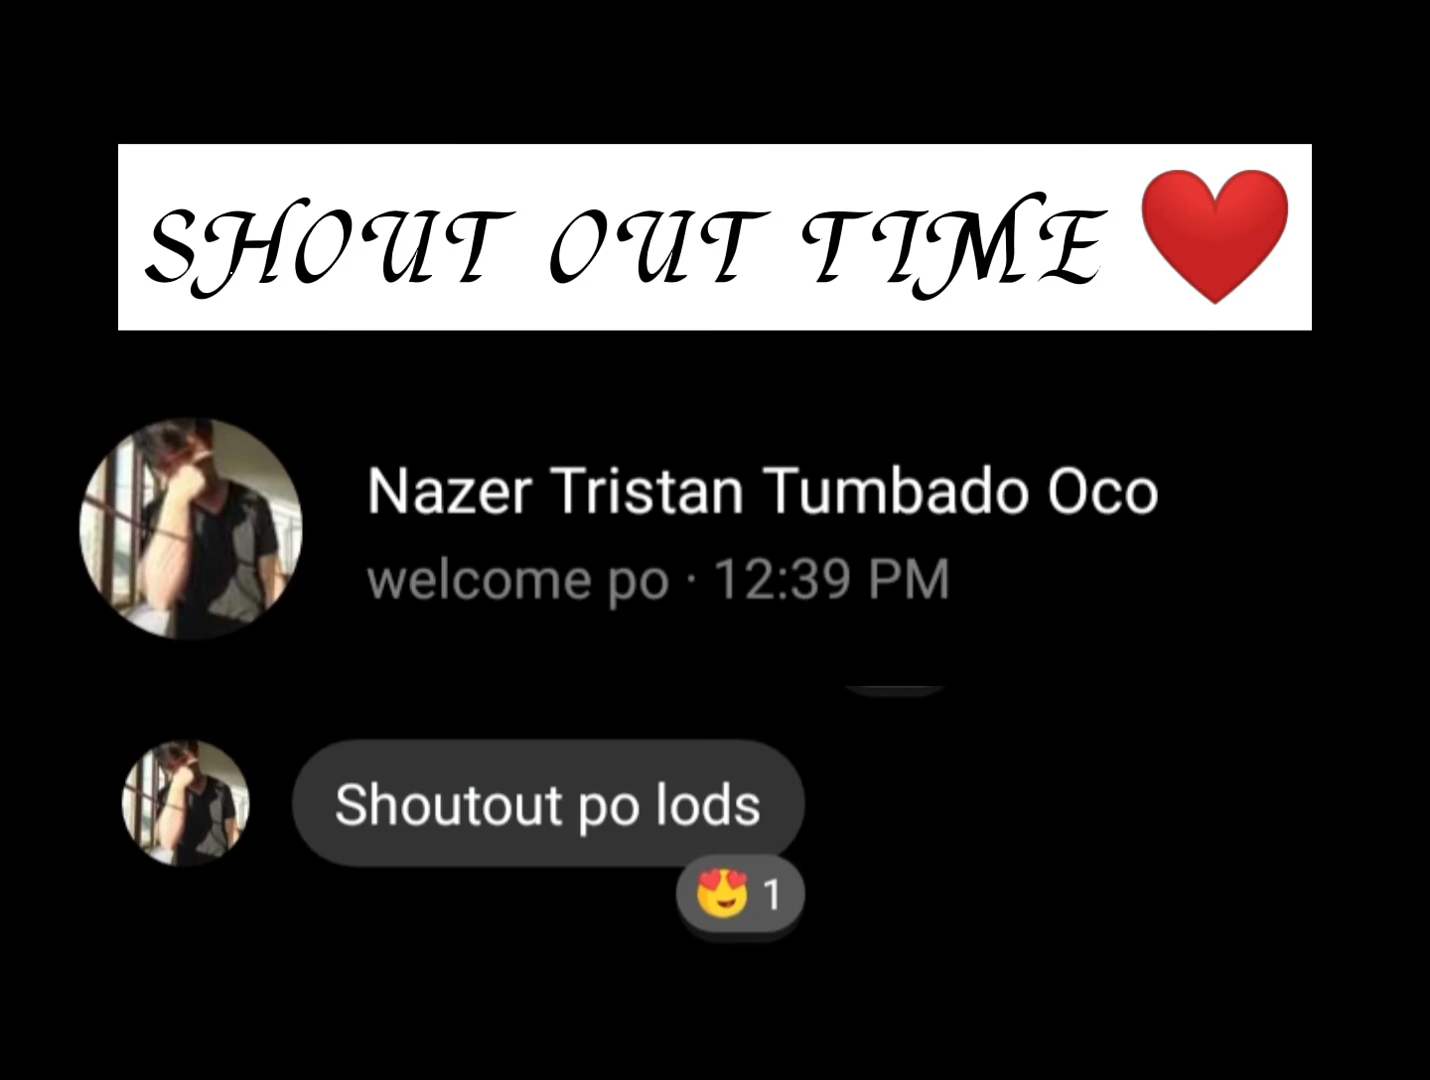 SHOUT OUT TIME ❤️
Nazer Tristan Tumbado Oco
welcome po · 12:39 PM
Shoutout po lods
😍 1